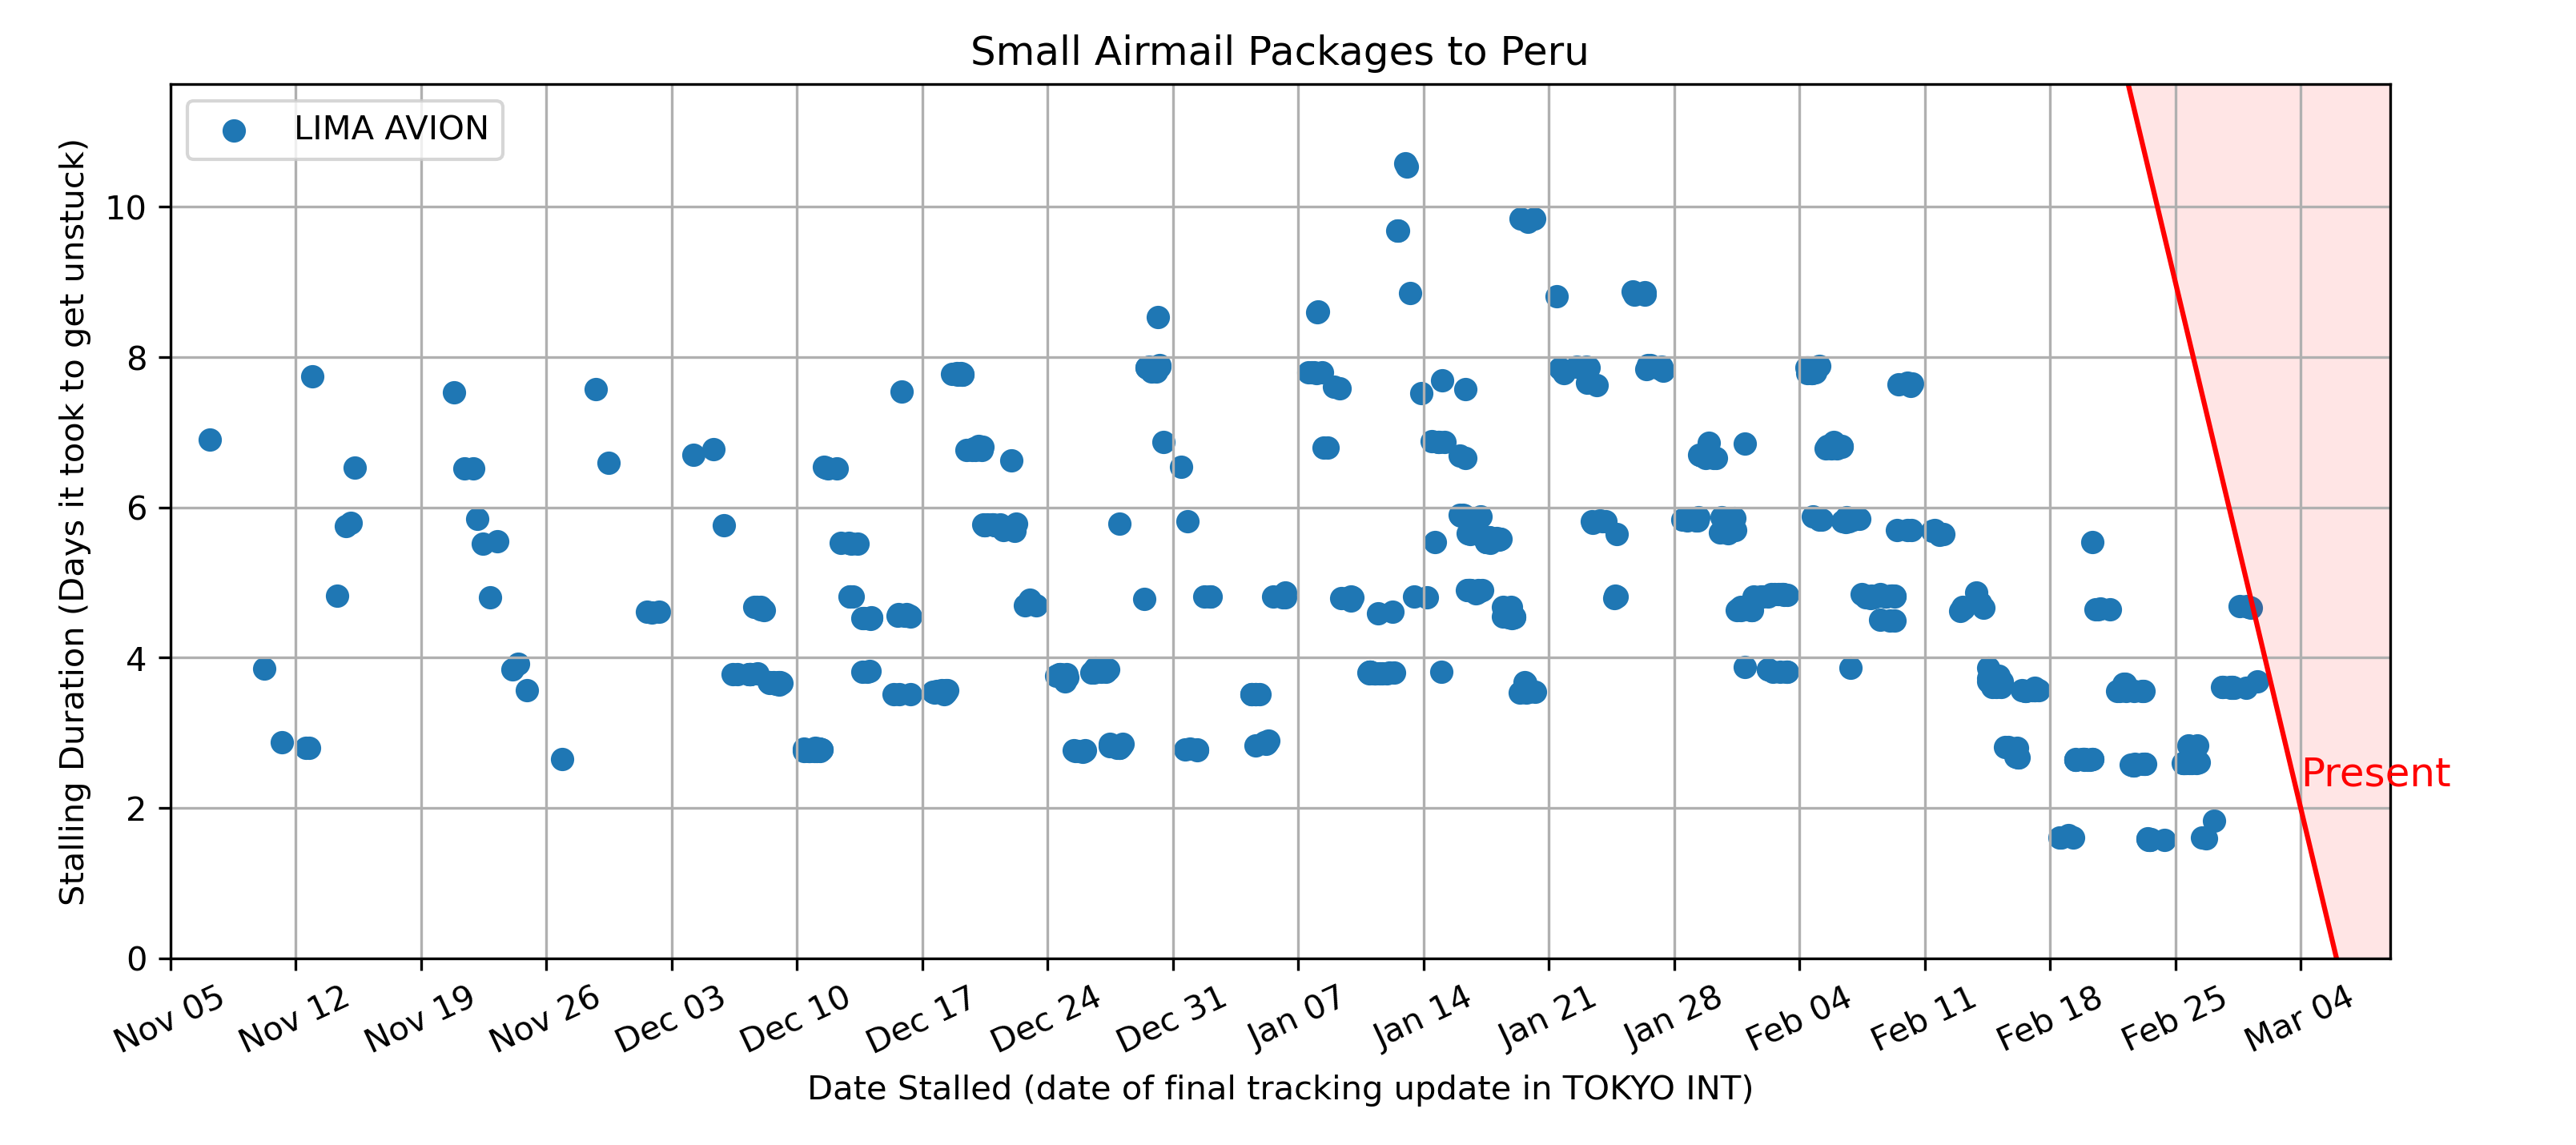 Small Airmail Packages to Peru
LIMA AVION
Stalling Duration (Days it took to get unstuck)
10
8
6
4
2
0
Present
Nov 05
Nov 12
Nov 19
Nov 26
Dec 03
Dec 10
Dec 17
Dec 24
Dec 31
Jan 07
Jan 14
Jan 21
Jan 28
Feb 04
Feb 11
Feb 18
Feb 25
Mar 04
Date Stalled (date of final tracking update in TOKYO INT)